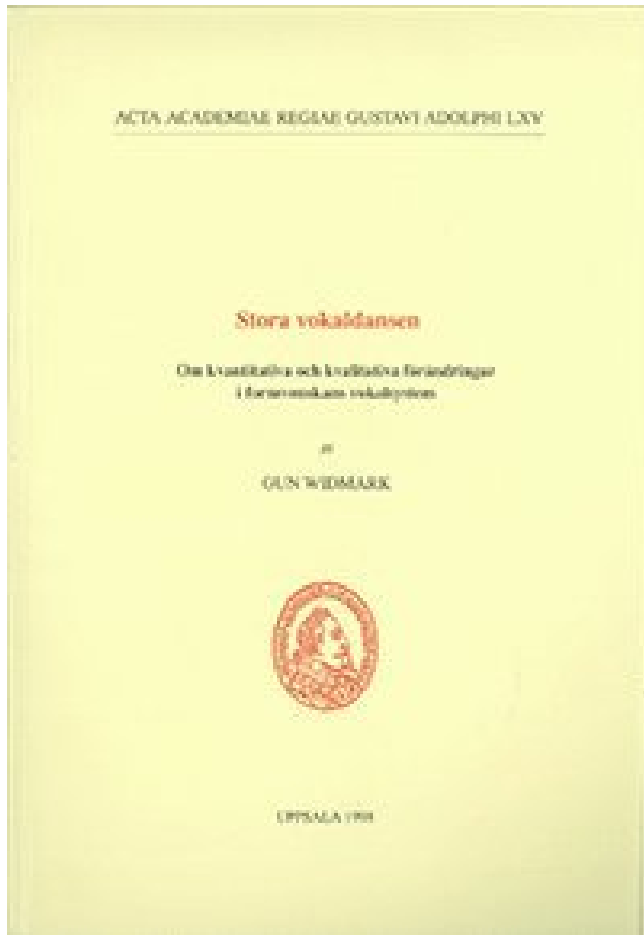 ACTA ACADEMIAE REGIAE GUSTAVI ADOLPHI LXV
Stora vokaldansen
Om kvantitativa och kvalitativa förändringar
i fornsvenskans vokalsystem
av
GUN WIDMARK
UPPSALA 1998